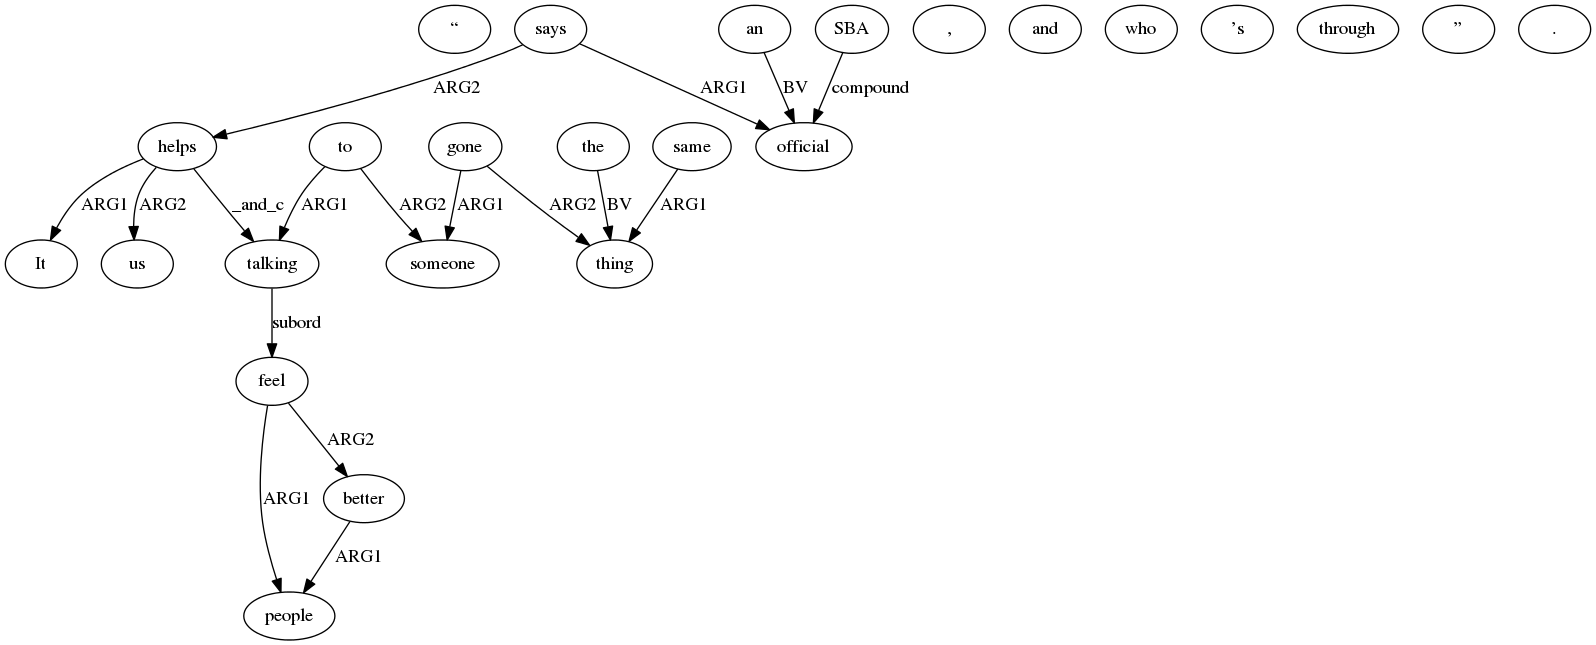 “ says an SBA , and who ’s through ” .
ARG2 ARG1 BV compound
helps to gone the same official
ARG1 ARG2 _and_c ARG1 ARG2 ARG1 ARG2 BV ARG1
It us talking someone thing
subord
feel
ARG2
ARG1 better
ARG1
people